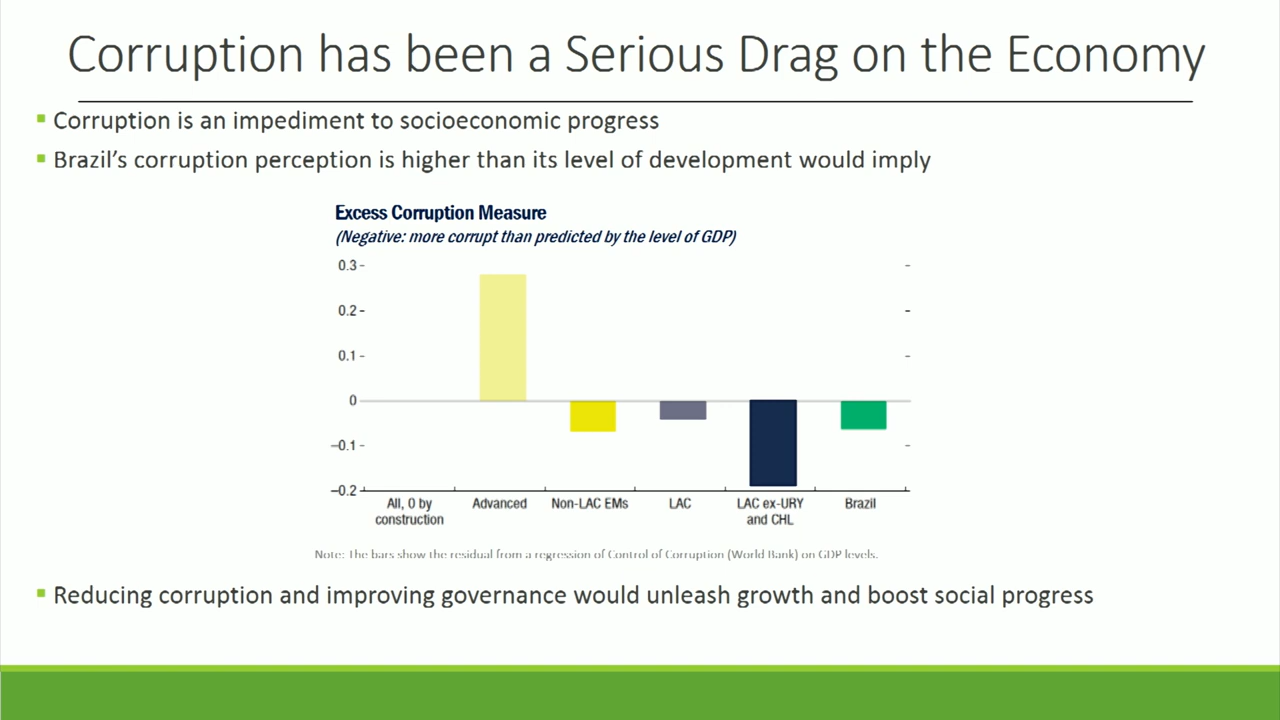 Corruption has been a Serious Drag on the Economy
Corruption is an impediment to socioeconomic progress
Brazil’s corruption perception is higher than its level of development would imply
Excess Corruption Measure
(Negative: more corrupt than predicted by the level of GDP)
0.3
0.2
0.1
0
–0.1
–0.2
All, 0 by construction
Advanced
Non-LAC EMs
LAC
LAC ex-URY and CHL
Brazil
Note: The bars show the residual from a regression of Control of Corruption (World Bank) on GDP levels.
Reducing corruption and improving governance would unleash growth and boost social progress